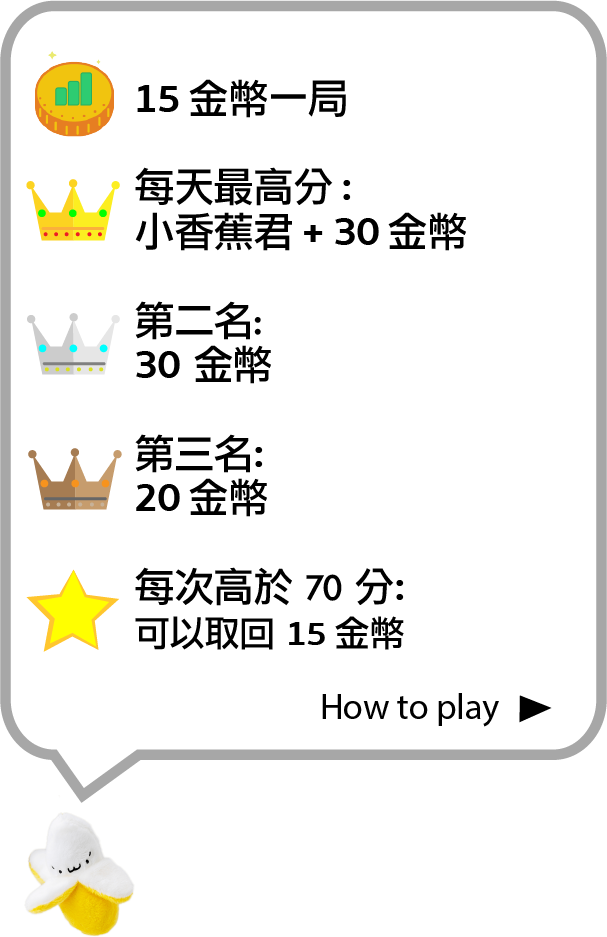 15 金幣一局
每天最高分 :
小香蕉君 + 30 金幣
第二名:
30 金幣
第三名:
20 金幣
每次高於 70 分:
可以取回 15 金幣
How to play